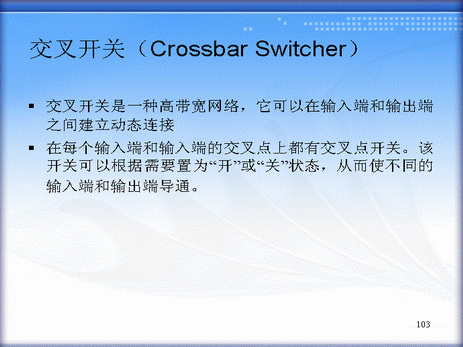 交叉开关（Crossbar Switcher）
▪ 交叉开关是一种高带宽网络，它可以在输入端和输出端
之间建立动态连接
▪ 在每个输入端和输入端的交叉点上都有交叉点开关。该
开关可以根据需要置为“开”或“关”状态，从而使不同的
输入端和输出端导通。
103